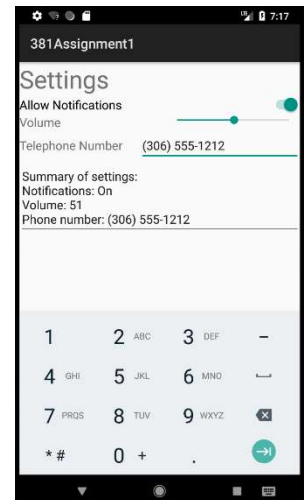 7:17
381Assignment1
Settings
Allow Notifications
Volume
Telephone Number (306) 555-1212
Summary of settings:
Notifications: On
Volume: 51
Phone number: (306) 555-1212
1 2 ABC 3 DEF -
4 GHI 5 JKL 6 MNO
7 PRQS 8 TUV 9 WXYZ
* # 0 + .